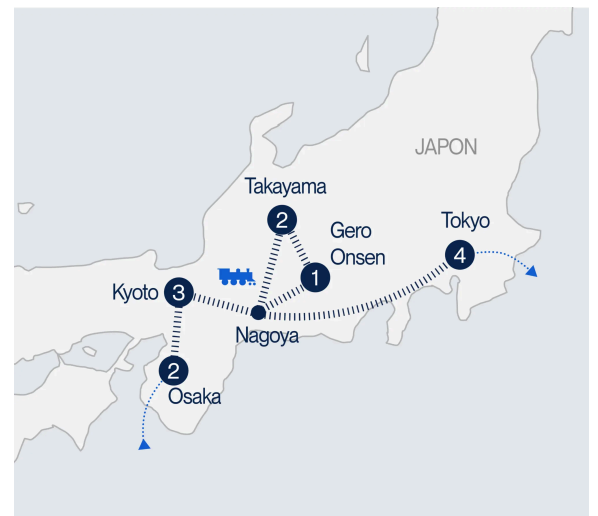 JAPON
Takayama
2
Gero
Onsen
Tokyo
4
1
Kyoto
3
Nagoya
2
Osaka